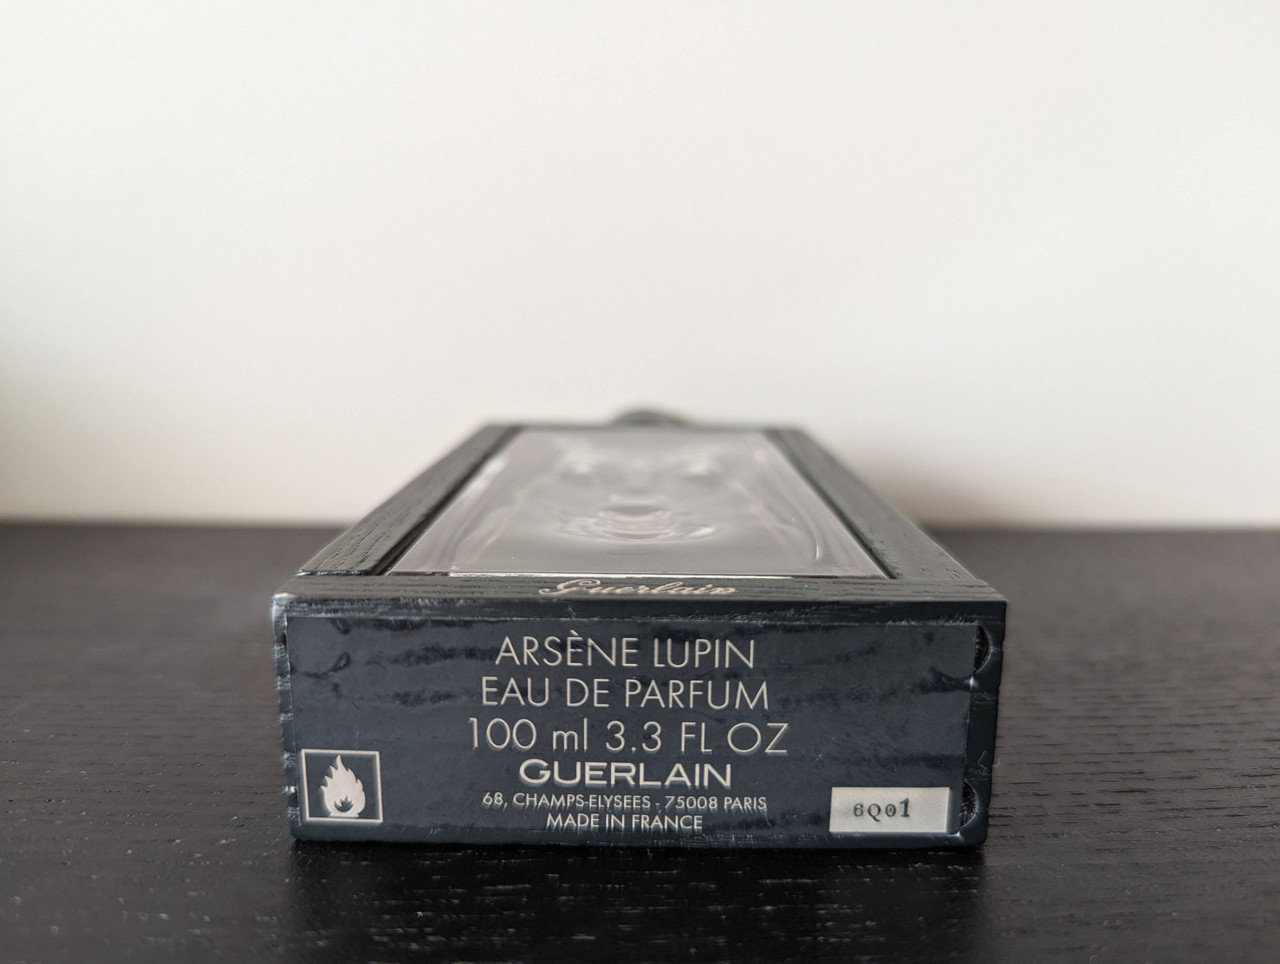 Guerlain
ARSÈNE LUPIN
EAU DE PARFUM
100 ml 3.3 FL OZ
GUERLAIN
68, CHAMPS-ELYSEES - 75008 PARIS
MADE IN FRANCE
6Q01